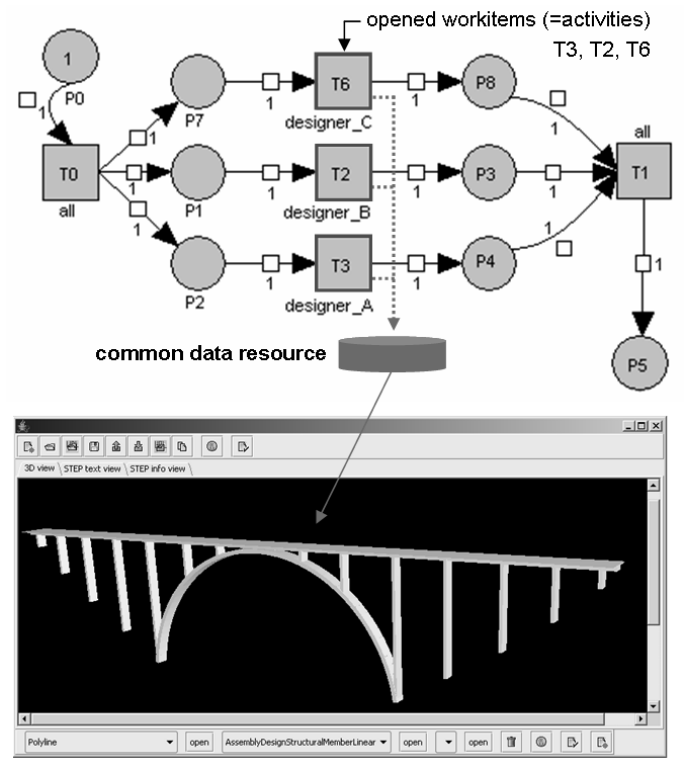 opened workitems (=activities)
T3, T2, T6
1
1
P0
T0
all
1
1
1
P7
P1
P2
1
1
1
T6
designer_C
T2
designer_B
T3
designer_A
1
1
1
P8
P3
P4
1
1
1
all
T1
1
P5
common data resource
3D view STEP text view STEP info view
Polyline open AssemblyDesignStructuralMemberLinear open open